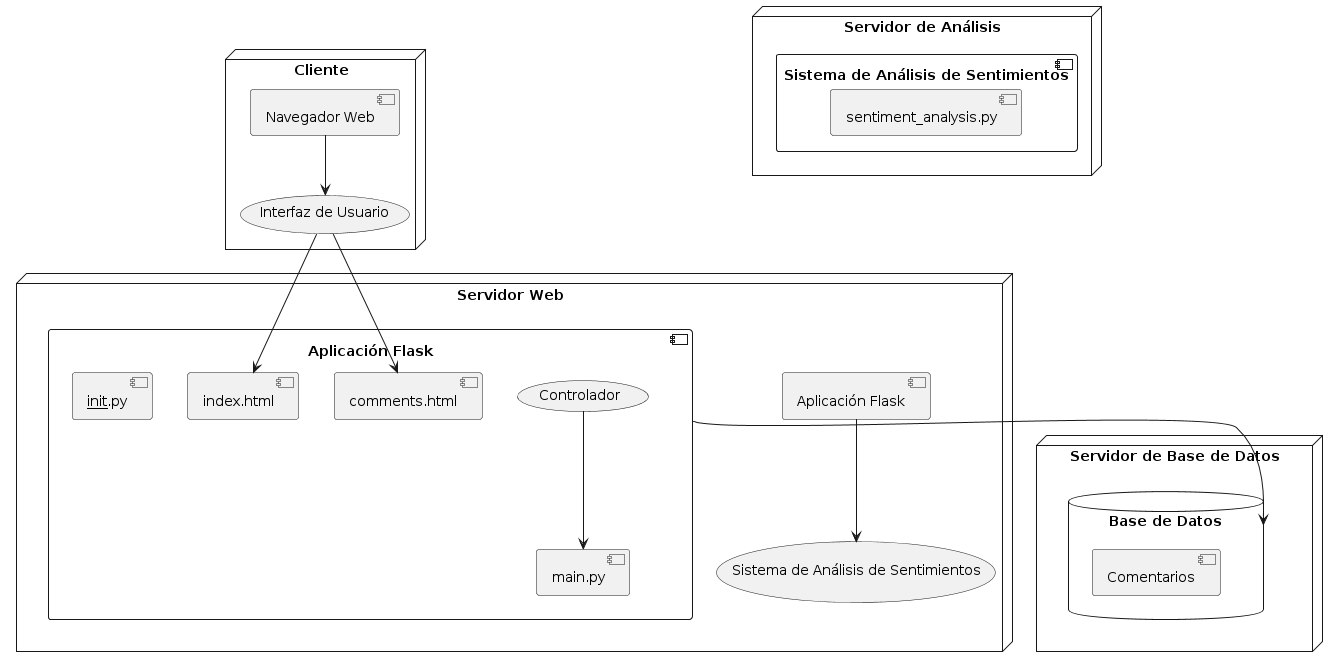 Servidor de Análisis
Sistema de Análisis de Sentimientos
sentiment_analysis.py
Cliente
Navegador Web
Interfaz de Usuario
Servidor Web
Aplicación Flask
init.py
index.html
comments.html
Controlador
main.py
Aplicación Flask
Sistema de Análisis de Sentimientos
Servidor de Base de Datos
Base de Datos
Comentarios